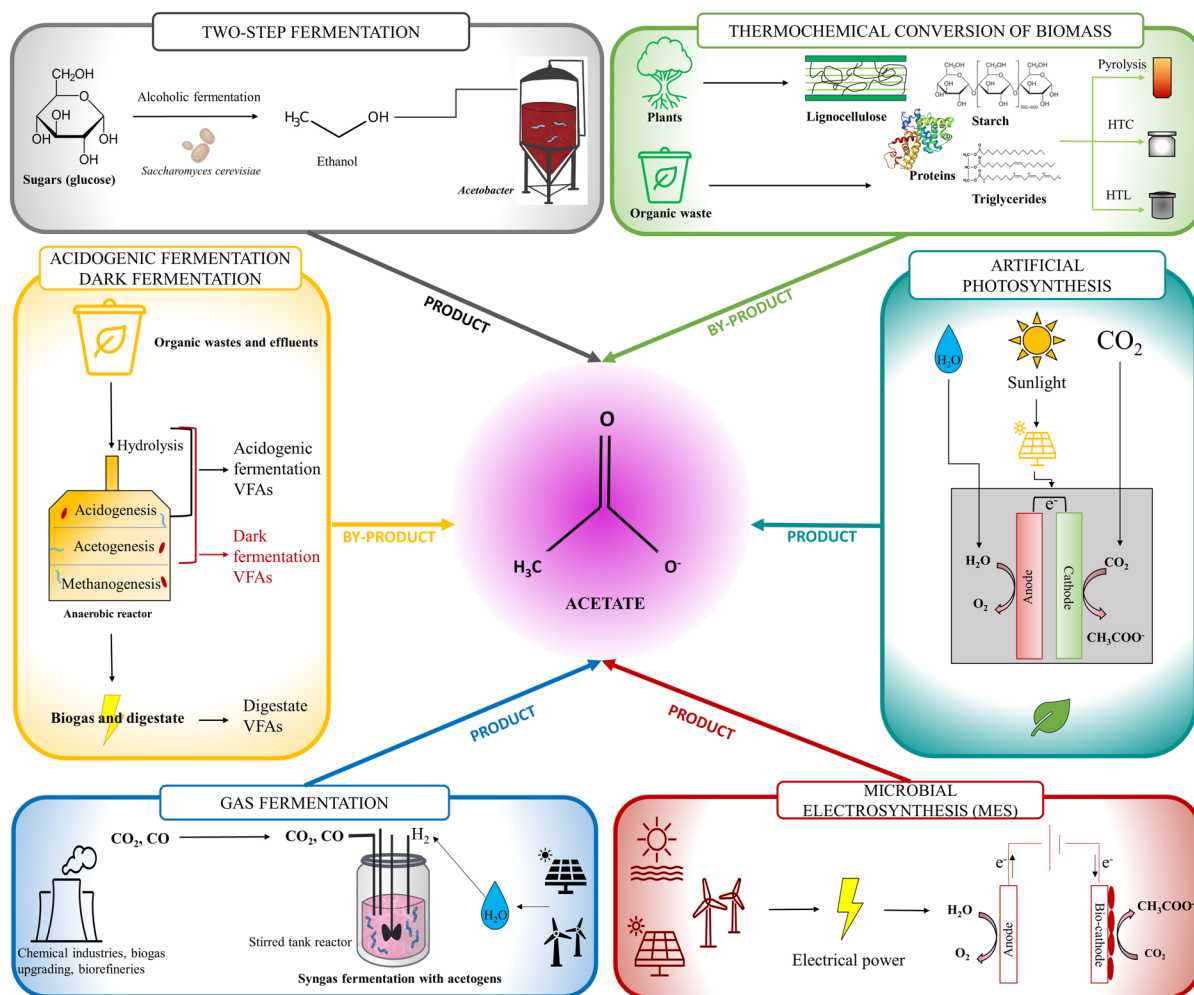 TWO-STEP FERMENTATION
CH₂OH
O
OH
HO
OH
OH
Sugars (glucose)
Alcoholic fermentation
Saccharomyces cerevisiae
H₃C
OH
Ethanol
Acetobacter
THERMOCHEMICAL CONVERSION OF BIOMASS
Plants
Organic waste
Lignocellulose
Starch
Proteins
Triglycerides
Pyrolysis
HTC
HTL
ACIDOGENIC FERMENTATION
DARK FERMENTATION
Organic wastes and effluents
Hydrolysis
Acidogenesis
Acetogenesis
Methanogenesis
Anaerobic reactor
Acidogenic
fermentation
VFAs
Dark
fermentation
VFAs
Biogas and digestate
Digestate
VFAs
PRODUCT
BY-PRODUCT
BY-PRODUCT
PRODUCT
PRODUCT
PRODUCT
O
H₃C
O⁻
ACETATE
ARTIFICIAL
PHOTOSYNTHESIS
H₂O
Sunlight
CO₂
e⁻
H₂O
O₂
Anode
Cathode
CO₂
CH₃COO⁻
GAS FERMENTATION
CO₂, CO
CO₂, CO
H₂
H₂O
Chemical industries, biogas
upgrading, biorefineries
Stirred tank reactor
Syngas fermentation with acetogens
MICROBIAL
ELECTROSYNTHESIS (MES)
Electrical power
e⁻
e⁻
H₂O
O₂
Anode
Bio-cathode
CH₃COO⁻
CO₂